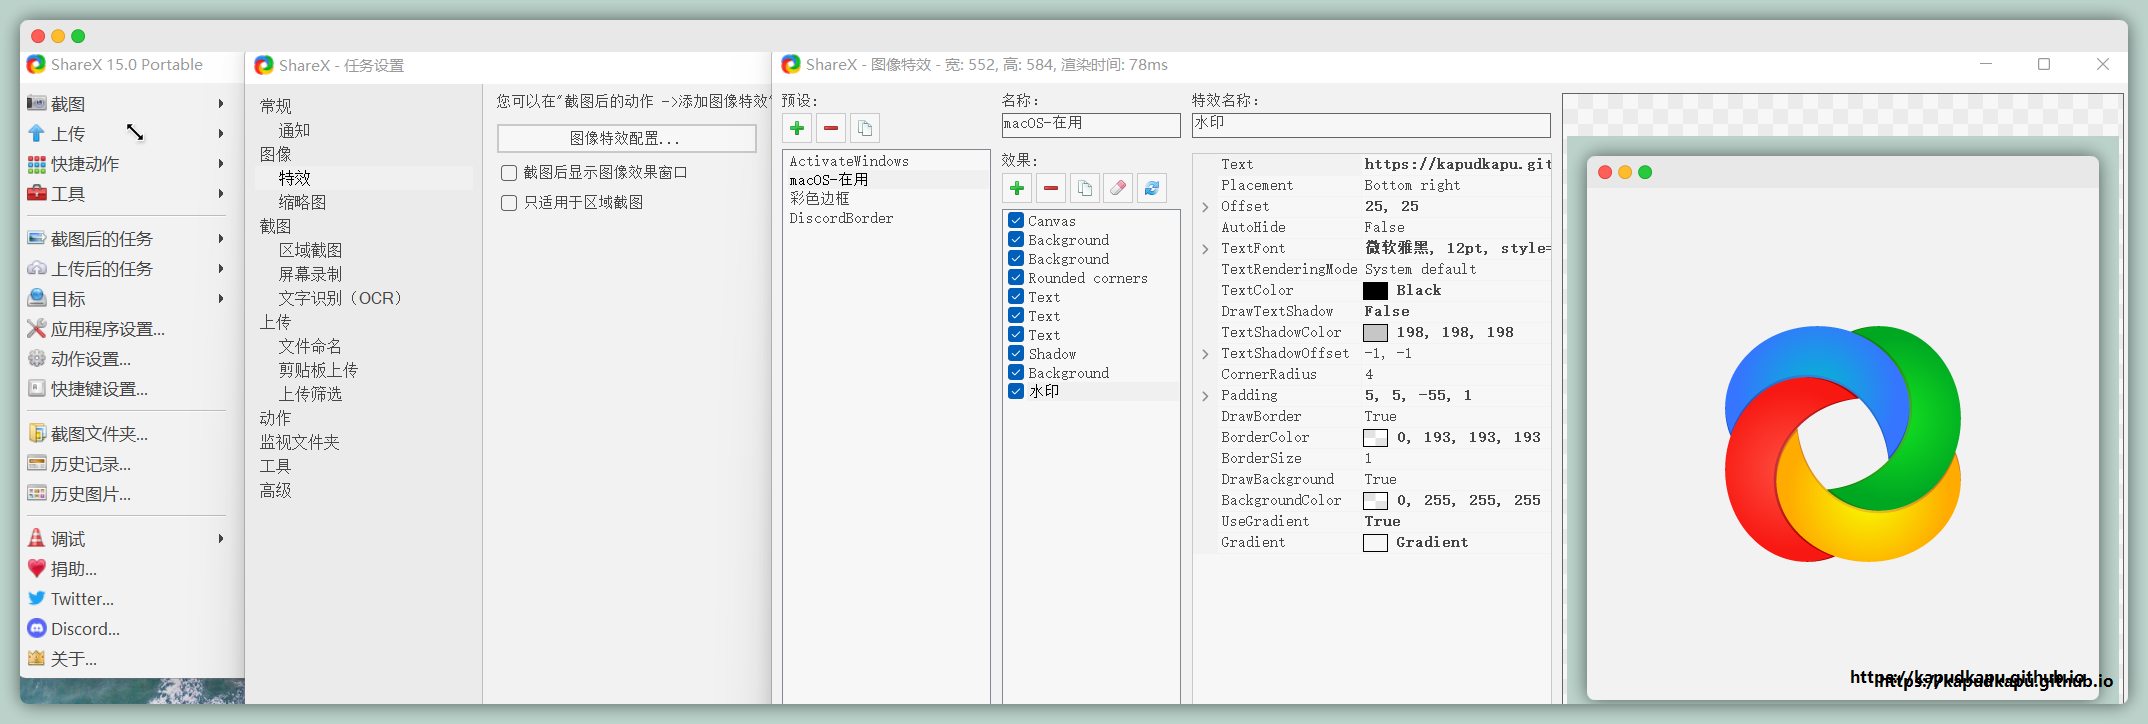 ShareX 15.0 Portable
截图
上传
快捷动作
工具
截图后的任务
上传后的任务
目标
应用程序设置...
动作设置...
快捷键设置...
截图文件夹...
历史记录...
历史图片...
调试
捐助...
Twitter...
Discord...
关于...
ShareX - 任务设置
常规
通知
图像
特效
缩略图
截图
区域截图
屏幕录制
文字识别（OCR）
上传
文件命名
剪贴板上传
上传筛选
动作
监视文件夹
工具
高级
您可以在"截图后的动作 ->添加图像特效"
图像特效配置...
截图后显示图像效果窗口
只适用于区域截图
ShareX - 图像特效 - 宽: 552, 高: 584, 渲染时间: 78ms
预设:
ActivateWindows
macOS-在用
彩色边框
DiscordBorder
名称:
macOS-在用
效果:
Canvas
Background
Background
Rounded corners
Text
Text
Text
Shadow
Background
水印
特效名称:
水印
Text https://kapudkapu.git
Placement Bottom right
Offset 25, 25
AutoHide False
TextFont 微软雅黑, 12pt, style=
TextRenderingMode System default
TextColor Black
DrawTextShadow False
TextShadowColor 198, 198, 198
TextShadowOffset -1, -1
CornerRadius 4
Padding 5, 5, -55, 1
DrawBorder True
BorderColor 0, 193, 193, 193
BorderSize 1
DrawBackground True
BackgroundColor 0, 255, 255, 255
UseGradient True
Gradient Gradient
https://kapudkapu.github.io
https://kapudkapu.github.io